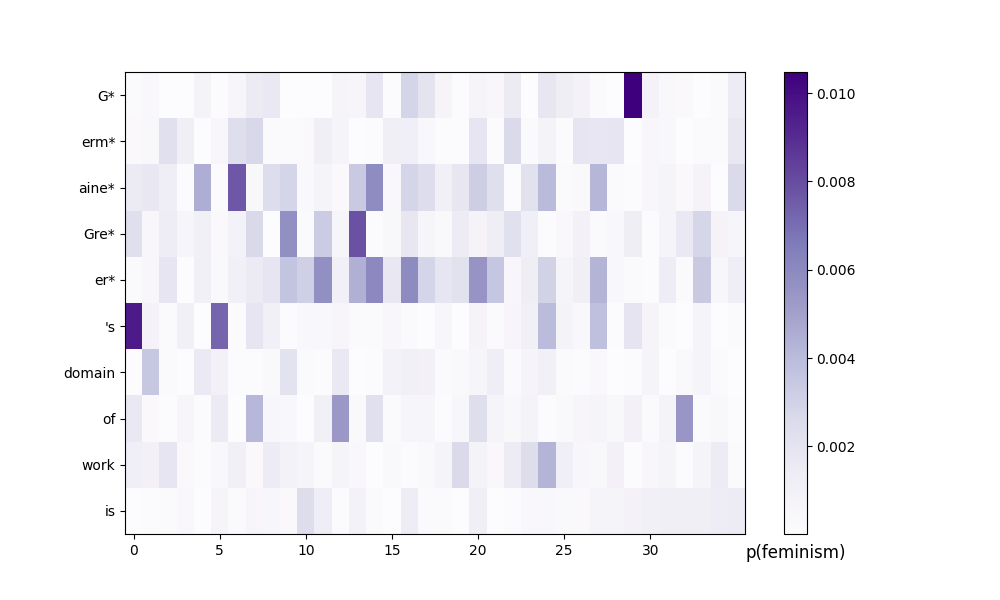 G*
erm*
aine*
Gre*
er*
's
domain
of
work
is
0 5 10 15 20 25 30
0.010
0.008
0.006
0.004
0.002
p(feminism)